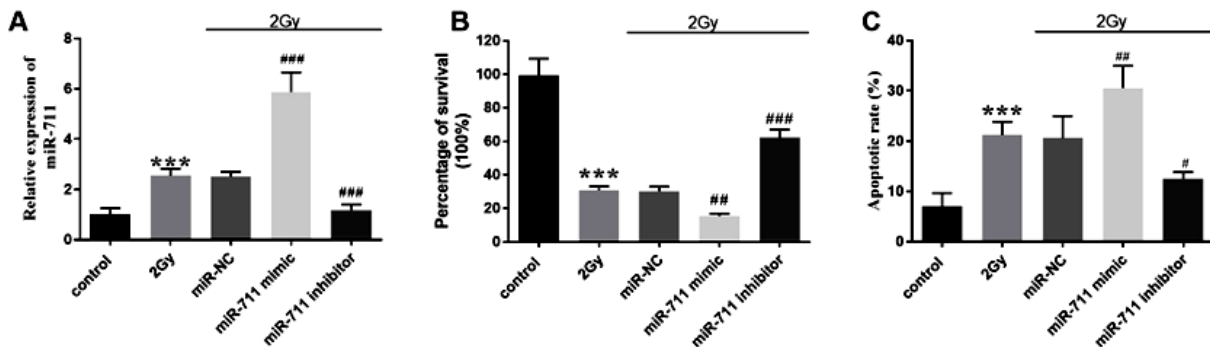 A
2Gy
Relative expression of
miR-711
8
6
4
2
0
***
###
###
control
2Gy
miR-NC
miR-711 mimic
miR-711 inhibitor
B
2Gy
Percentage of survival
(100%)
120
100
80
60
40
20
0
***
##
###
control
2Gy
miR-NC
miR-711 mimic
miR-711 inhibitor
C
2Gy
Apoptotic rate (%)
40
30
20
10
0
***
##
#
control
2Gy
miR-NC
miR-711 mimic
miR-711 inhibitor